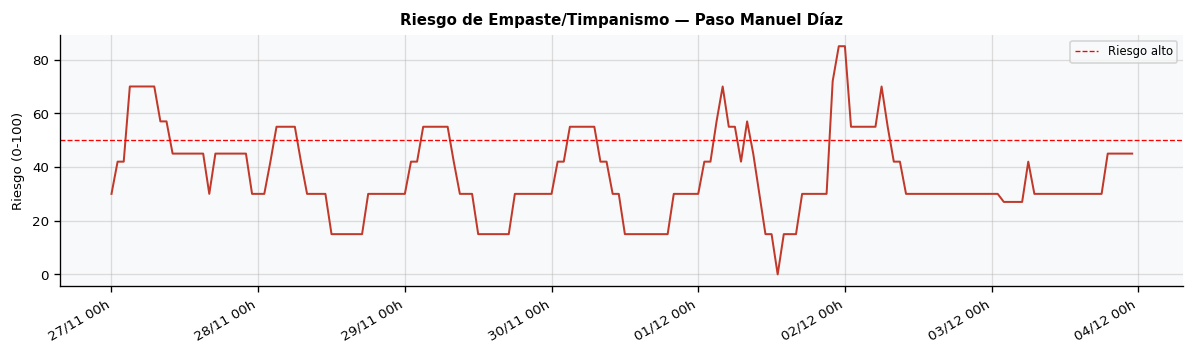 Riesgo de Empaste/Timpanismo — Paso Manuel Díaz
Riesgo alto
Riesgo (0-100)
80
60
40
20
0
27/11 00h
28/11 00h
29/11 00h
30/11 00h
01/12 00h
02/12 00h
03/12 00h
04/12 00h